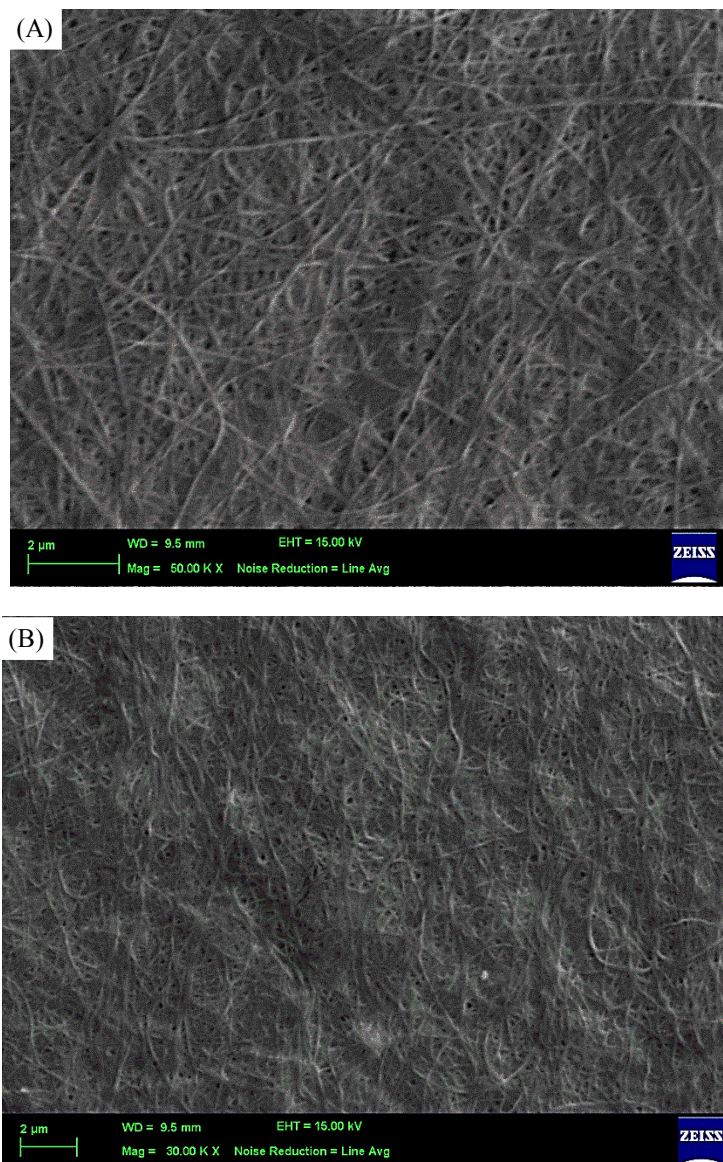 (A)
2 µm WD = 9.5 mm EHT = 15.00 kV
Mag = 50.00 K X Noise Reduction = Line Avg
ZEISS
(B)
2 µm WD = 9.5 mm EHT = 15.00 kV
Mag = 30.00 K X Noise Reduction = Line Avg
ZEISS